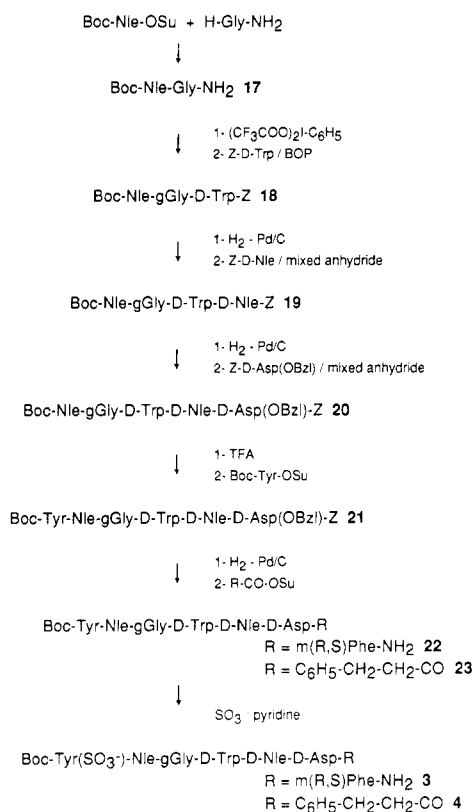 Boc-Nle-OSu + H-Gly-NH2
Boc-Nle-Gly-NH2 17
1- (CF3COO)2I-C6H5
2- Z-D-Trp / BOP
Boc-Nle-gGly-D-Trp-Z 18
1- H2 - Pd/C
2- Z-D-Nle / mixed anhydride
Boc-Nle-gGly-D-Trp-D-Nle-Z 19
1- H2 - Pd/C
2- Z-D-Asp(OBzl) / mixed anhydride
Boc-Nle-gGly-D-Trp-D-Nle-D-Asp(OBzl)-Z 20
1- TFA
2- Boc-Tyr-OSu
Boc-Tyr-Nle-gGly-D-Trp-D-Nle-D-Asp(OBzl)-Z 21
1- H2 - Pd/C
2- R-CO-OSu
Boc-Tyr-Nle-gGly-D-Trp-D-Nle-D-Asp-R
R = m(R,S)Phe-NH2 22
R = C6H5-CH2-CH2-CO 23
SO3 pyridine
Boc-Tyr(SO3-)-Nle-gGly-D-Trp-D-Nle-D-Asp-R
R = m(R,S)Phe-NH2 3
R = C6H5-CH2-CH2-CO 4